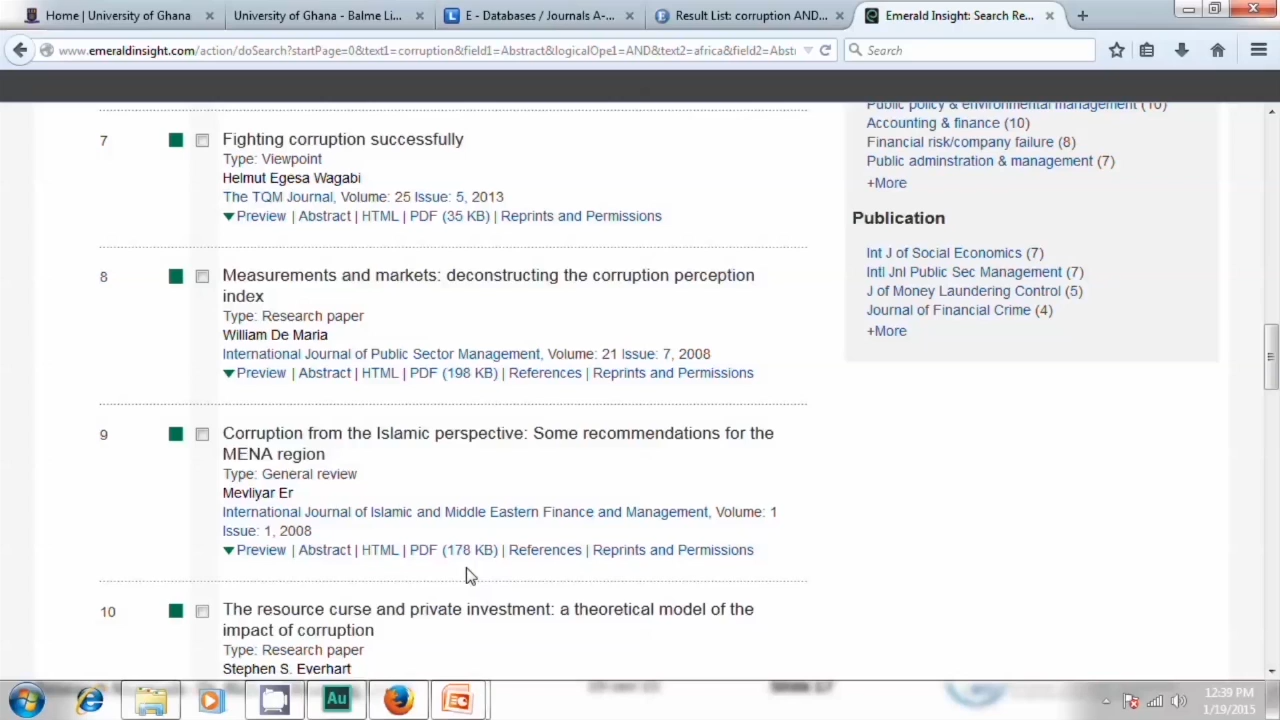 Home | University of Ghana
University of Ghana - Balme Li...
E - Databases / Journals A-...
Result List: corruption AND...
Emerald Insight: Search Re...
www.emeraldinsight.com/action/doSearch?startPage=0&text1=corruption&field1=Abstract&logicalOpe1=AND&text2=africa&field2=Abst
Search
7
Fighting corruption successfully
Type: Viewpoint
Helmut Egesa Wagabi
The TQM Journal, Volume: 25 Issue: 5, 2013
Preview | Abstract | HTML | PDF (35 KB) | Reprints and Permissions
8
Measurements and markets: deconstructing the corruption perception
index
Type: Research paper
William De Maria
International Journal of Public Sector Management, Volume: 21 Issue: 7, 2008
Preview | Abstract | HTML | PDF (198 KB) | References | Reprints and Permissions
9
Corruption from the Islamic perspective: Some recommendations for the
MENA region
Type: General review
Mevliyar Er
International Journal of Islamic and Middle Eastern Finance and Management, Volume: 1
Issue: 1, 2008
Preview | Abstract | HTML | PDF (178 KB) | References | Reprints and Permissions
10
The resource curse and private investment: a theoretical model of the
impact of corruption
Type: Research paper
Stephen S. Everhart
Public policy & environmental management (10)
Accounting & finance (10)
Financial risk/company failure (8)
Public adminstration & management (7)
+More
Publication
Int J of Social Economics (7)
Intl Jnl Public Sec Management (7)
J of Money Laundering Control (5)
Journal of Financial Crime (4)
+More
Au
12:39 PM
1/19/2015